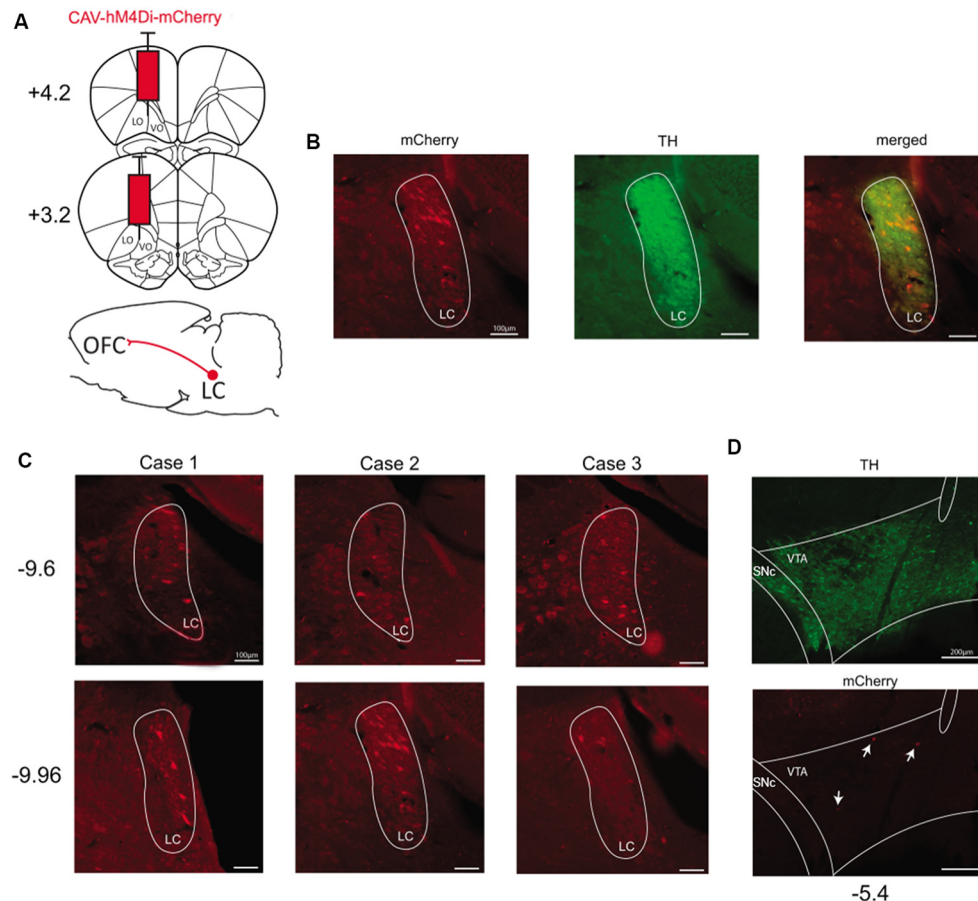 A
CAV-hM4Di-mCherry
+4.2
LO VO
+3.2
LO VO
OFC
LC
B
mCherry TH merged
LC
100µm
LC
LC
C
Case 1 Case 2 Case 3
-9.6
LC
100µm
LC
LC
-9.96
LC
LC
LC
D
TH
VTA
SNc
200µm
mCherry
VTA
SNc
-5.4